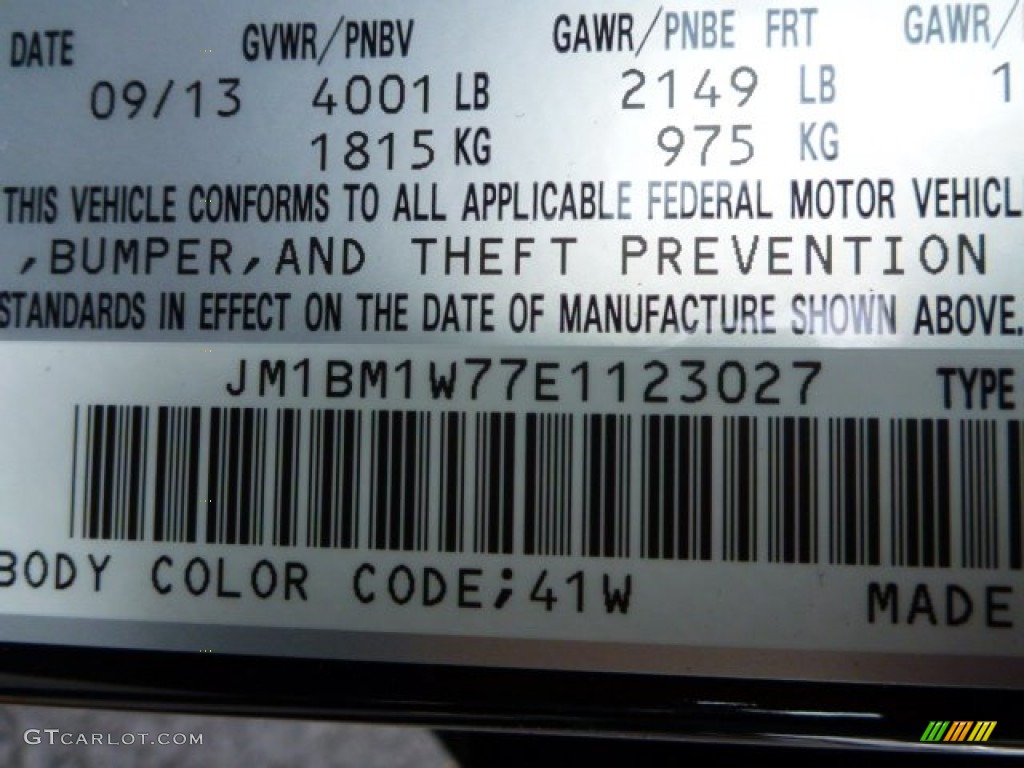 DATE GVWR/PNBV GAWR/PNBE FRT GAWR/
09/13 4001 LB 2149 LB 1
1815 KG 975 KG
THIS VEHICLE CONFORMS TO ALL APPLICABLE FEDERAL MOTOR VEHICL
,BUMPER,AND THEFT PREVENTION
STANDARDS IN EFFECT ON THE DATE OF MANUFACTURE SHOWN ABOVE.
JM1BM1W77E1123027 TYPE
BODY COLOR CODE;41W MADE
GTCARLOT.COM